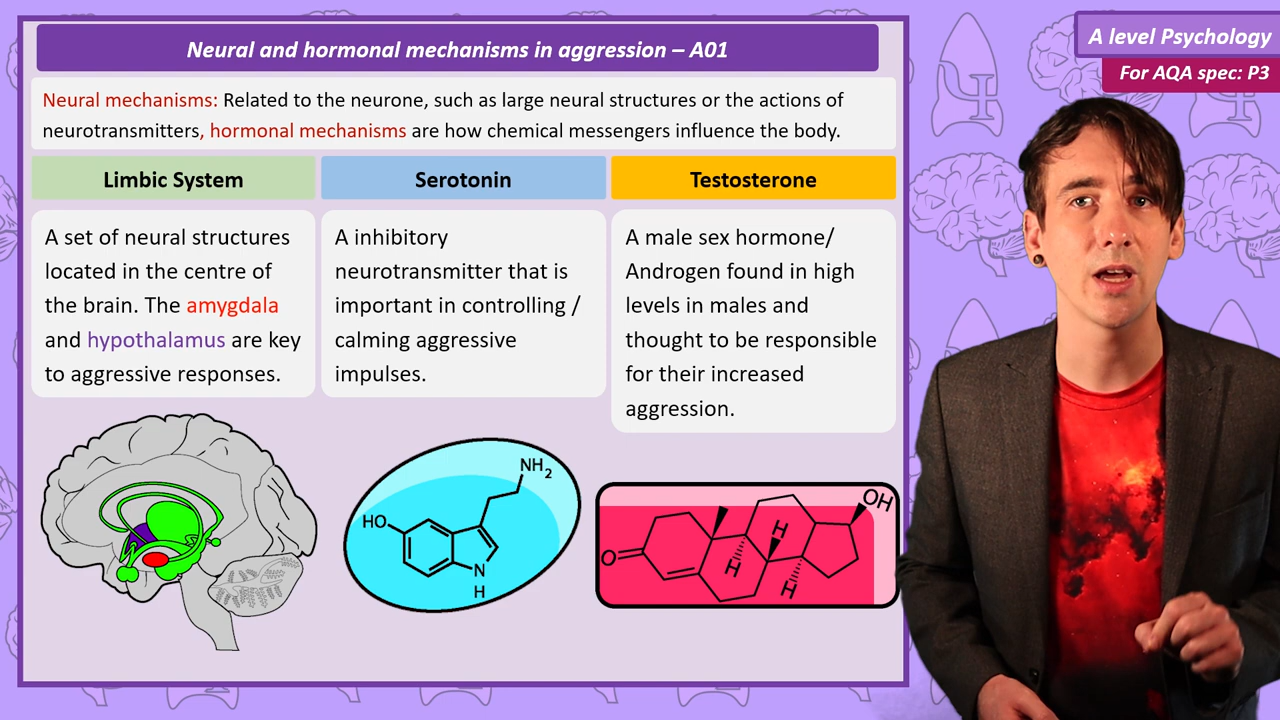 Neural and hormonal mechanisms in aggression – A01
A level Psychology
For AQA spec: P3
Neural mechanisms: Related to the neurone, such as large neural structures or the actions of
neurotransmitters, hormonal mechanisms are how chemical messengers influence the body.
Limbic System
A set of neural structures
located in the centre of
the brain. The amygdala
and hypothalamus are key
to aggressive responses.
Serotonin
A inhibitory
neurotransmitter that is
important in controlling /
calming aggressive
impulses.
Testosterone
A male sex hormone/
Androgen found in high
levels in males and
thought to be responsible
for their increased
aggression.
NH2
HO
N
H
OH
H
H
H
O